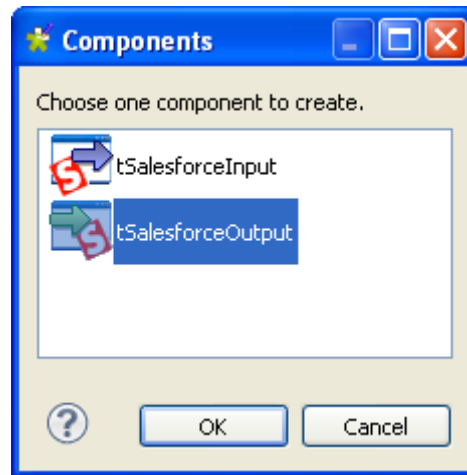 Components
Choose one component to create.
tSalesforceInput
tSalesforceOutput
?
OK
Cancel